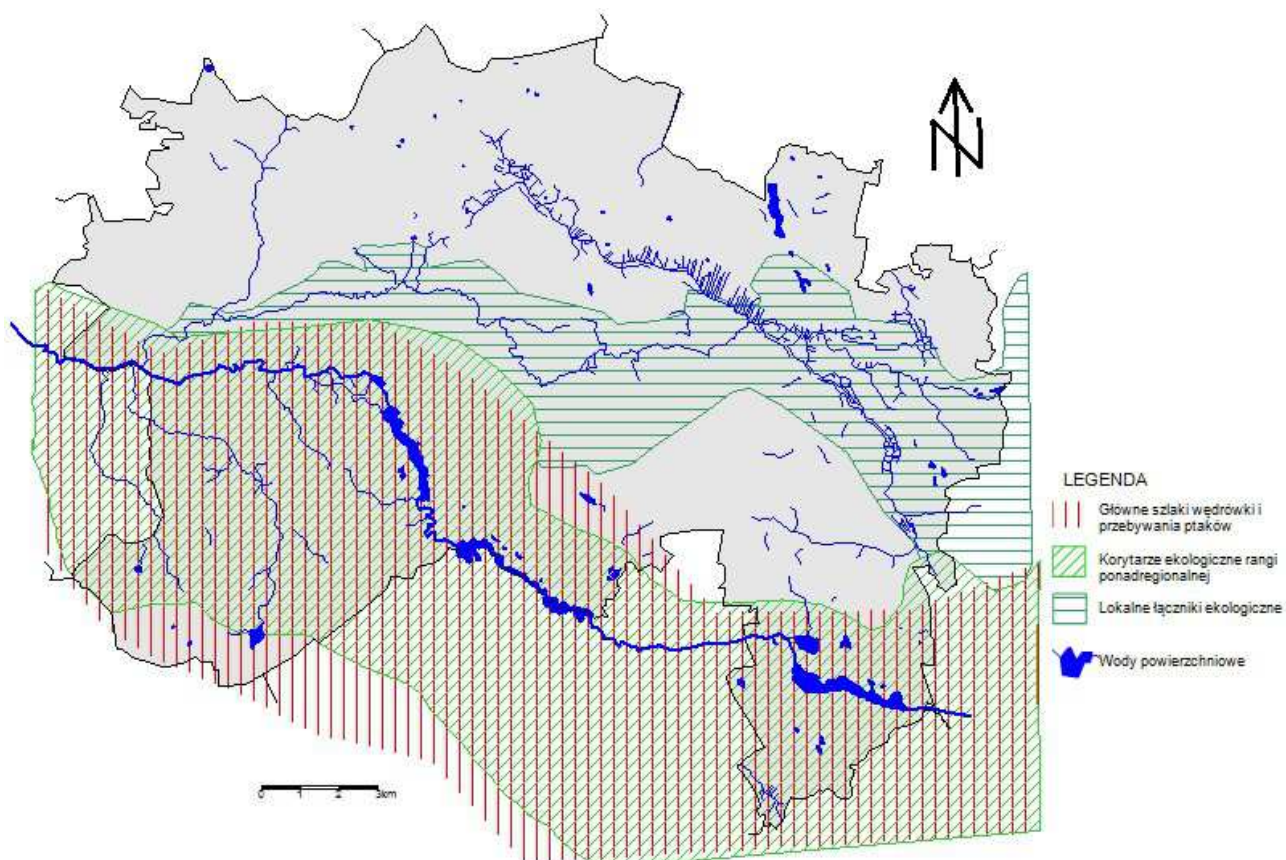 N
LEGENDA
Główne szlaki wędrówki i
przebywania ptaków
Korytarze ekologiczne rangi
ponadregionalnej
Lokalne łączniki ekologiczne
Wody powierzchniowe
0 1 2 3km